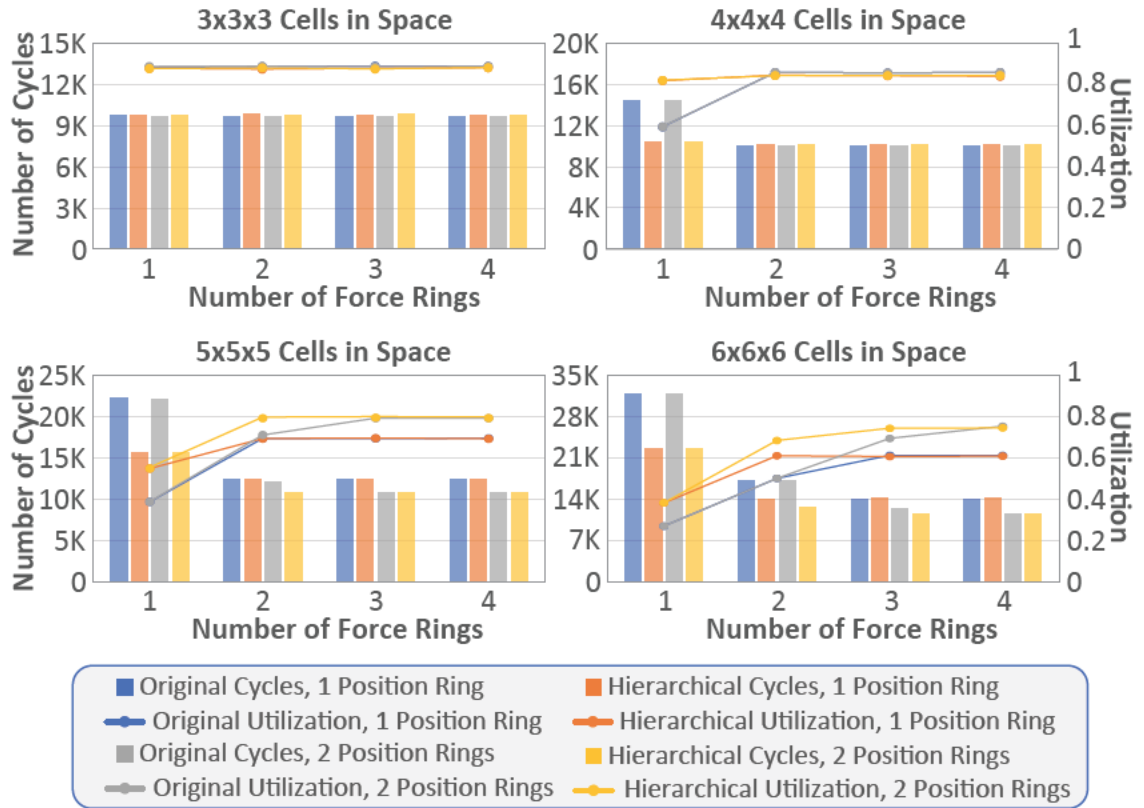 3x3x3 Cells in Space
4x4x4 Cells in Space
Number of Cycles
15K
12K
9K
6K
3K
0
1 2 3 4
Number of Force Rings
20K
16K
12K
8K
4K
0
1 2 3 4
Number of Force Rings
1
0.8
0.6
0.4
0.2
0
Utilization
5x5x5 Cells in Space
6x6x6 Cells in Space
Number of Cycles
25K
20K
15K
10K
5K
0
1 2 3 4
Number of Force Rings
35K
28K
21K
14K
7K
0
1 2 3 4
Number of Force Rings
1
0.8
0.6
0.4
0.2
0
Utilization
Original Cycles, 1 Position Ring
Hierarchical Cycles, 1 Position Ring
Original Utilization, 1 Position Ring
Hierarchical Utilization, 1 Position Ring
Original Cycles, 2 Position Rings
Hierarchical Cycles, 2 Position Rings
Original Utilization, 2 Position Rings
Hierarchical Utilization, 2 Position Rings